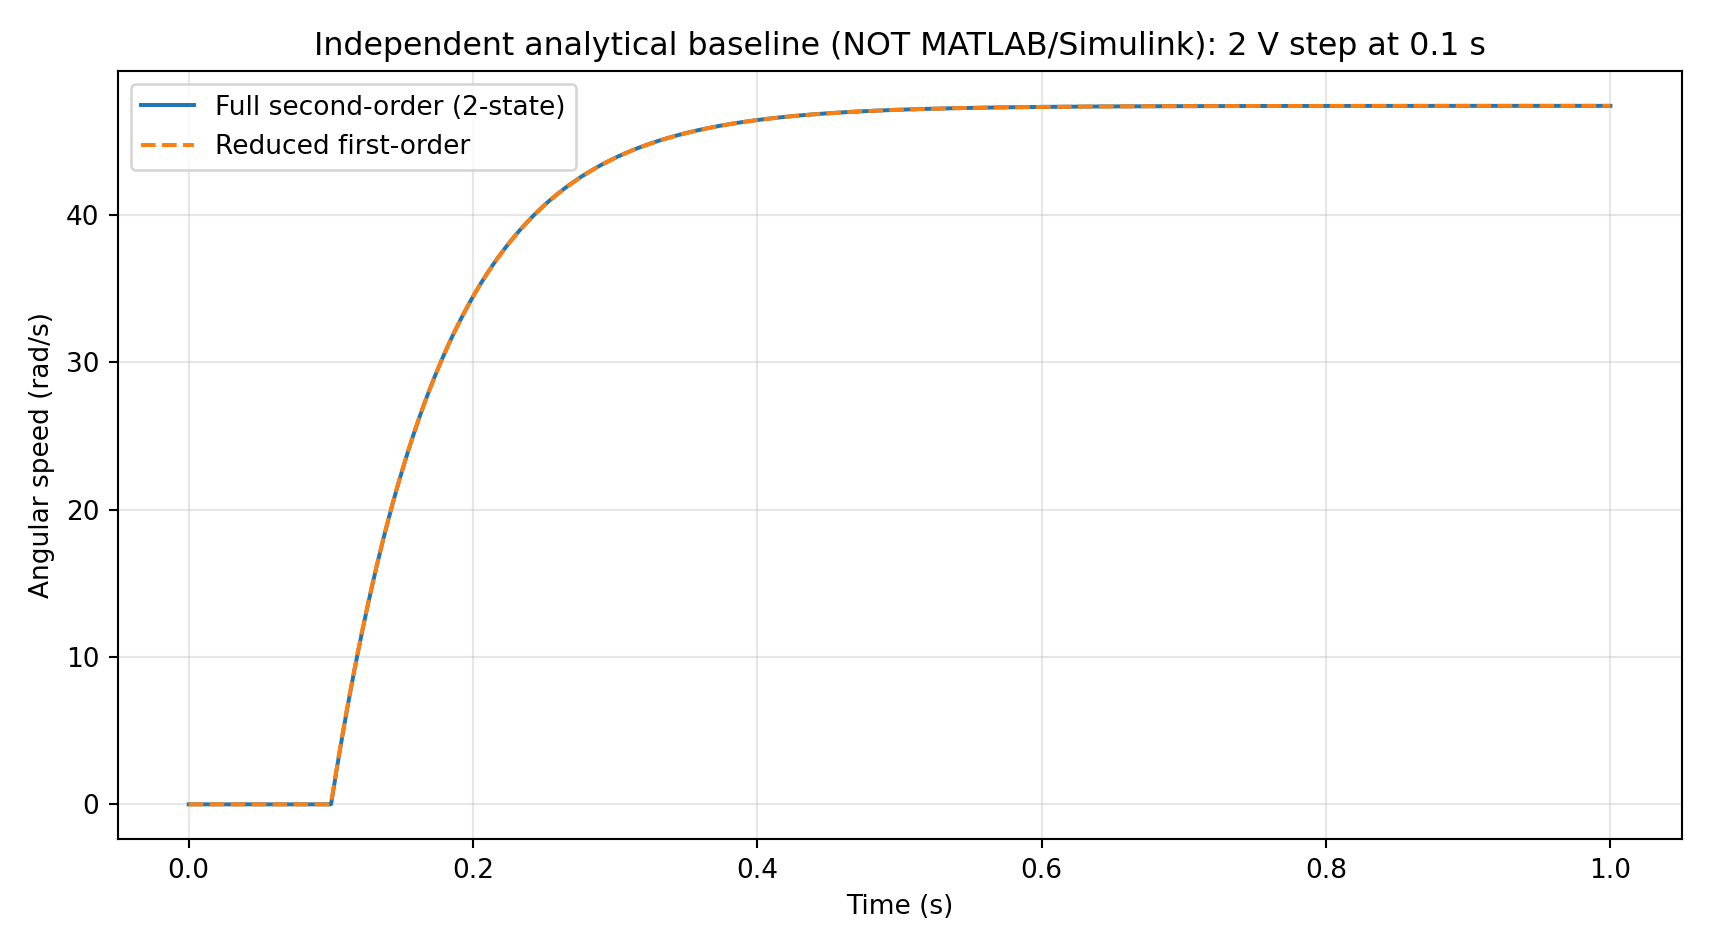 Independent analytical baseline (NOT MATLAB/Simulink): 2 V step at 0.1 s
Full second-order (2-state)
Reduced first-order
Angular speed (rad/s)
40
30
20
10
0
0.0 0.2 0.4 0.6 0.8 1.0
Time (s)